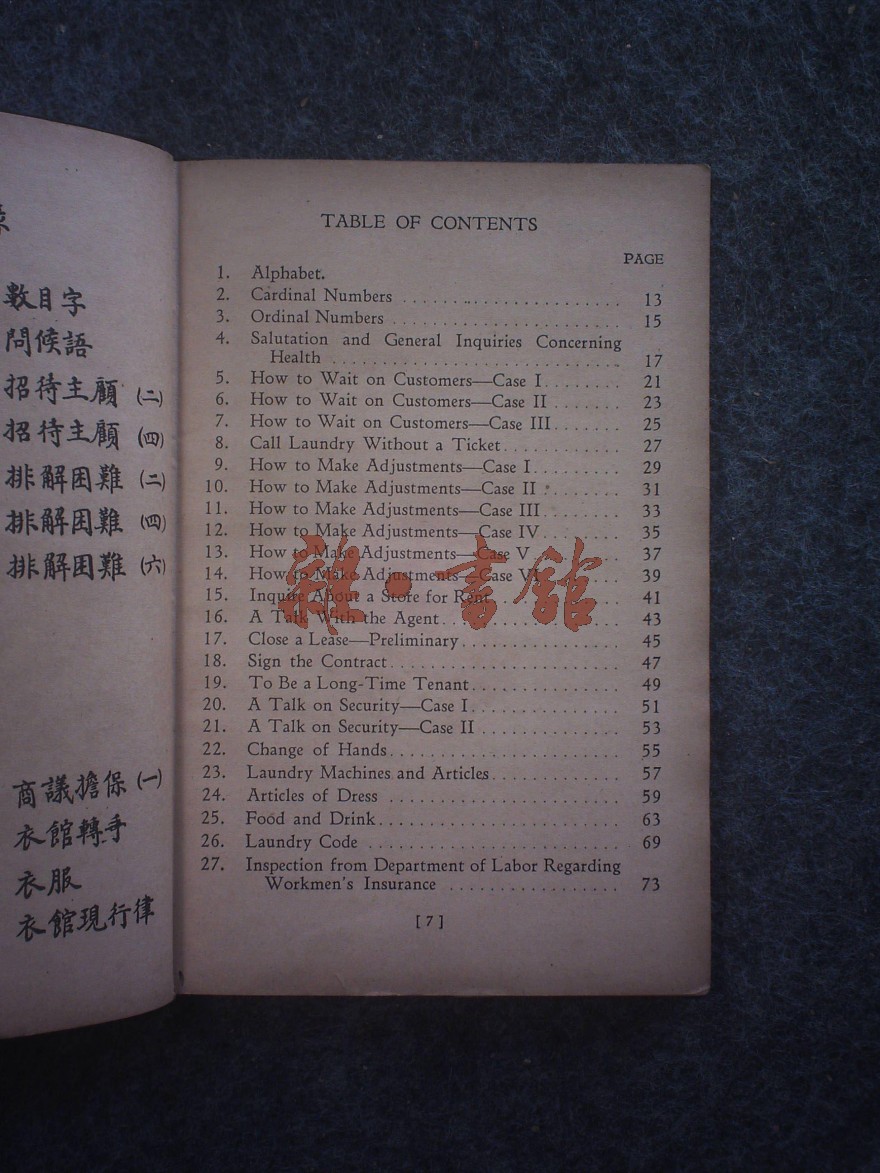 數目字
問候語
招待主顧 (二)
招待主顧 (四)
排解困難 (二)
排解困難 (四)
排解困難 (六)
商議擔保 (一)
衣館轉手
衣服
衣館現行律
TABLE OF CONTENTS
PAGE
1. Alphabet.
2. Cardinal Numbers . . . . . . . . . . . . . . . . . . . . . 13
3. Ordinal Numbers . . . . . . . . . . . . . . . . . . . . . . 15
4. Salutation and General Inquiries Concerning
Health . . . . . . . . . . . . . . . . . . . . . . . . . . . 17
5. How to Wait on Customers—Case I . . . . . . . 21
6. How to Wait on Customers—Case II . . . . . . . 23
7. How to Wait on Customers—Case III . . . . . . . 25
8. Call Laundry Without a Ticket . . . . . . . . . . . 27
9. How to Make Adjustments—Case I . . . . . . . . 29
10. How to Make Adjustments—Case II . . . . . . . . 31
11. How to Make Adjustments—Case III . . . . . . . 33
12. How to Make Adjustments—Case IV . . . . . . . 35
13. How to Make Adjustments—Case V . . . . . . . . 37
14. How to Make Adjustments—Case VI . . . . . . . 39
15. Inquire About a Store for Rent . . . . . . . . . . . . 41
16. A Talk With the Agent . . . . . . . . . . . . . . . . . 43
17. Close a Lease—Preliminary . . . . . . . . . . . . . . . 45
18. Sign the Contract . . . . . . . . . . . . . . . . . . . . . . 47
19. To Be a Long-Time Tenant . . . . . . . . . . . . . . 49
20. A Talk on Security—Case I . . . . . . . . . . . . . . 51
21. A Talk on Security—Case II . . . . . . . . . . . . . 53
22. Change of Hands . . . . . . . . . . . . . . . . . . . . . . 55
23. Laundry Machines and Articles . . . . . . . . . . . . 57
24. Articles of Dress . . . . . . . . . . . . . . . . . . . . . . 59
25. Food and Drink . . . . . . . . . . . . . . . . . . . . . . . 63
26. Laundry Code . . . . . . . . . . . . . . . . . . . . . . . . 69
27. Inspection from Department of Labor Regarding
Workmen's Insurance . . . . . . . . . . . . . . . . . 73
[ 7 ]
雜·書館